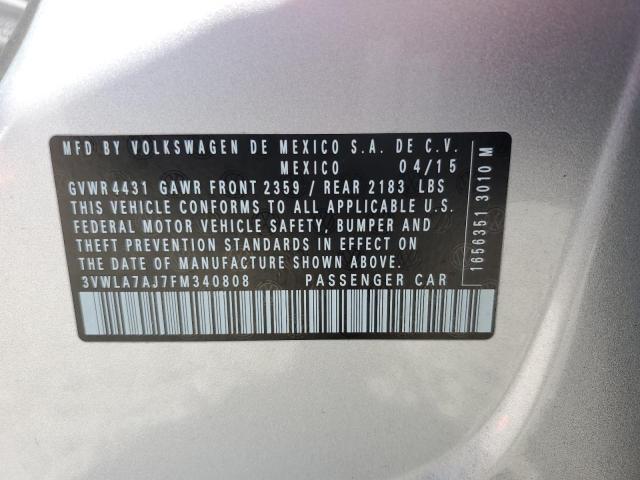 MFD BY VOLKSWAGEN DE MEXICO S.A. DE C.V.
MEXICO 04/15
GVWR 4431 GAWR FRONT 2359 / REAR 2183 LBS
THIS VEHICLE CONFORMS TO ALL APPLICABLE U.S.
FEDERAL MOTOR VEHICLE SAFETY, BUMPER AND
THEFT PREVENTION STANDARDS IN EFFECT ON
THE DATE OF MANUFACTURE SHOWN ABOVE.
3VWLA7AJ7FM340808 PASSENGER CAR
1656351 3010 M